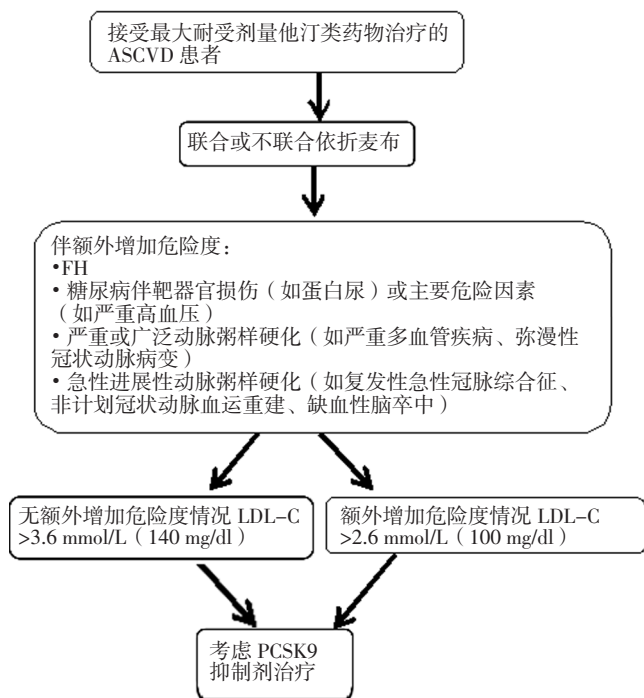 接受最大耐受剂量他汀类药物治疗的
ASCVD 患者
联合或不联合依折麦布
伴额外增加危险度：
•FH
• 糖尿病伴靶器官损伤（如蛋白尿）或主要危险因素
（如严重高血压）
• 严重或广泛动脉粥样硬化（如严重多血管疾病、弥漫性
冠状动脉病变）
• 急性进展性动脉粥样硬化（如复发性急性冠脉综合征、
非计划冠状动脉血运重建、缺血性脑卒中）
无额外增加危险度情况 LDL-C
>3.6 mmol/L（140 mg/dl）
额外增加危险度情况 LDL-C
>2.6 mmol/L（100 mg/dl）
考虑 PCSK9
抑制剂治疗